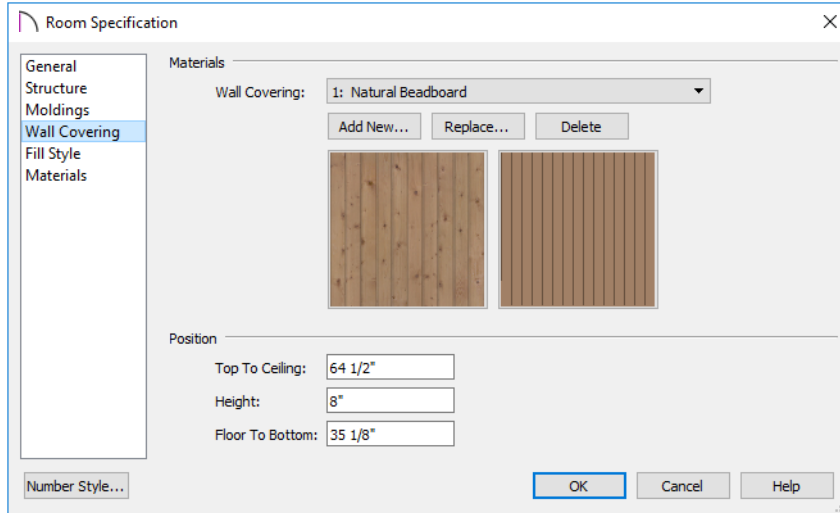 Room Specification
General
Structure
Moldings
Wall Covering
Fill Style
Materials
Materials
Wall Covering: 1: Natural Beadboard
Add New... Replace... Delete
Position
Top To Ceiling: 64 1/2"
Height: 8"
Floor To Bottom: 35 1/8"
Number Style... OK Cancel Help